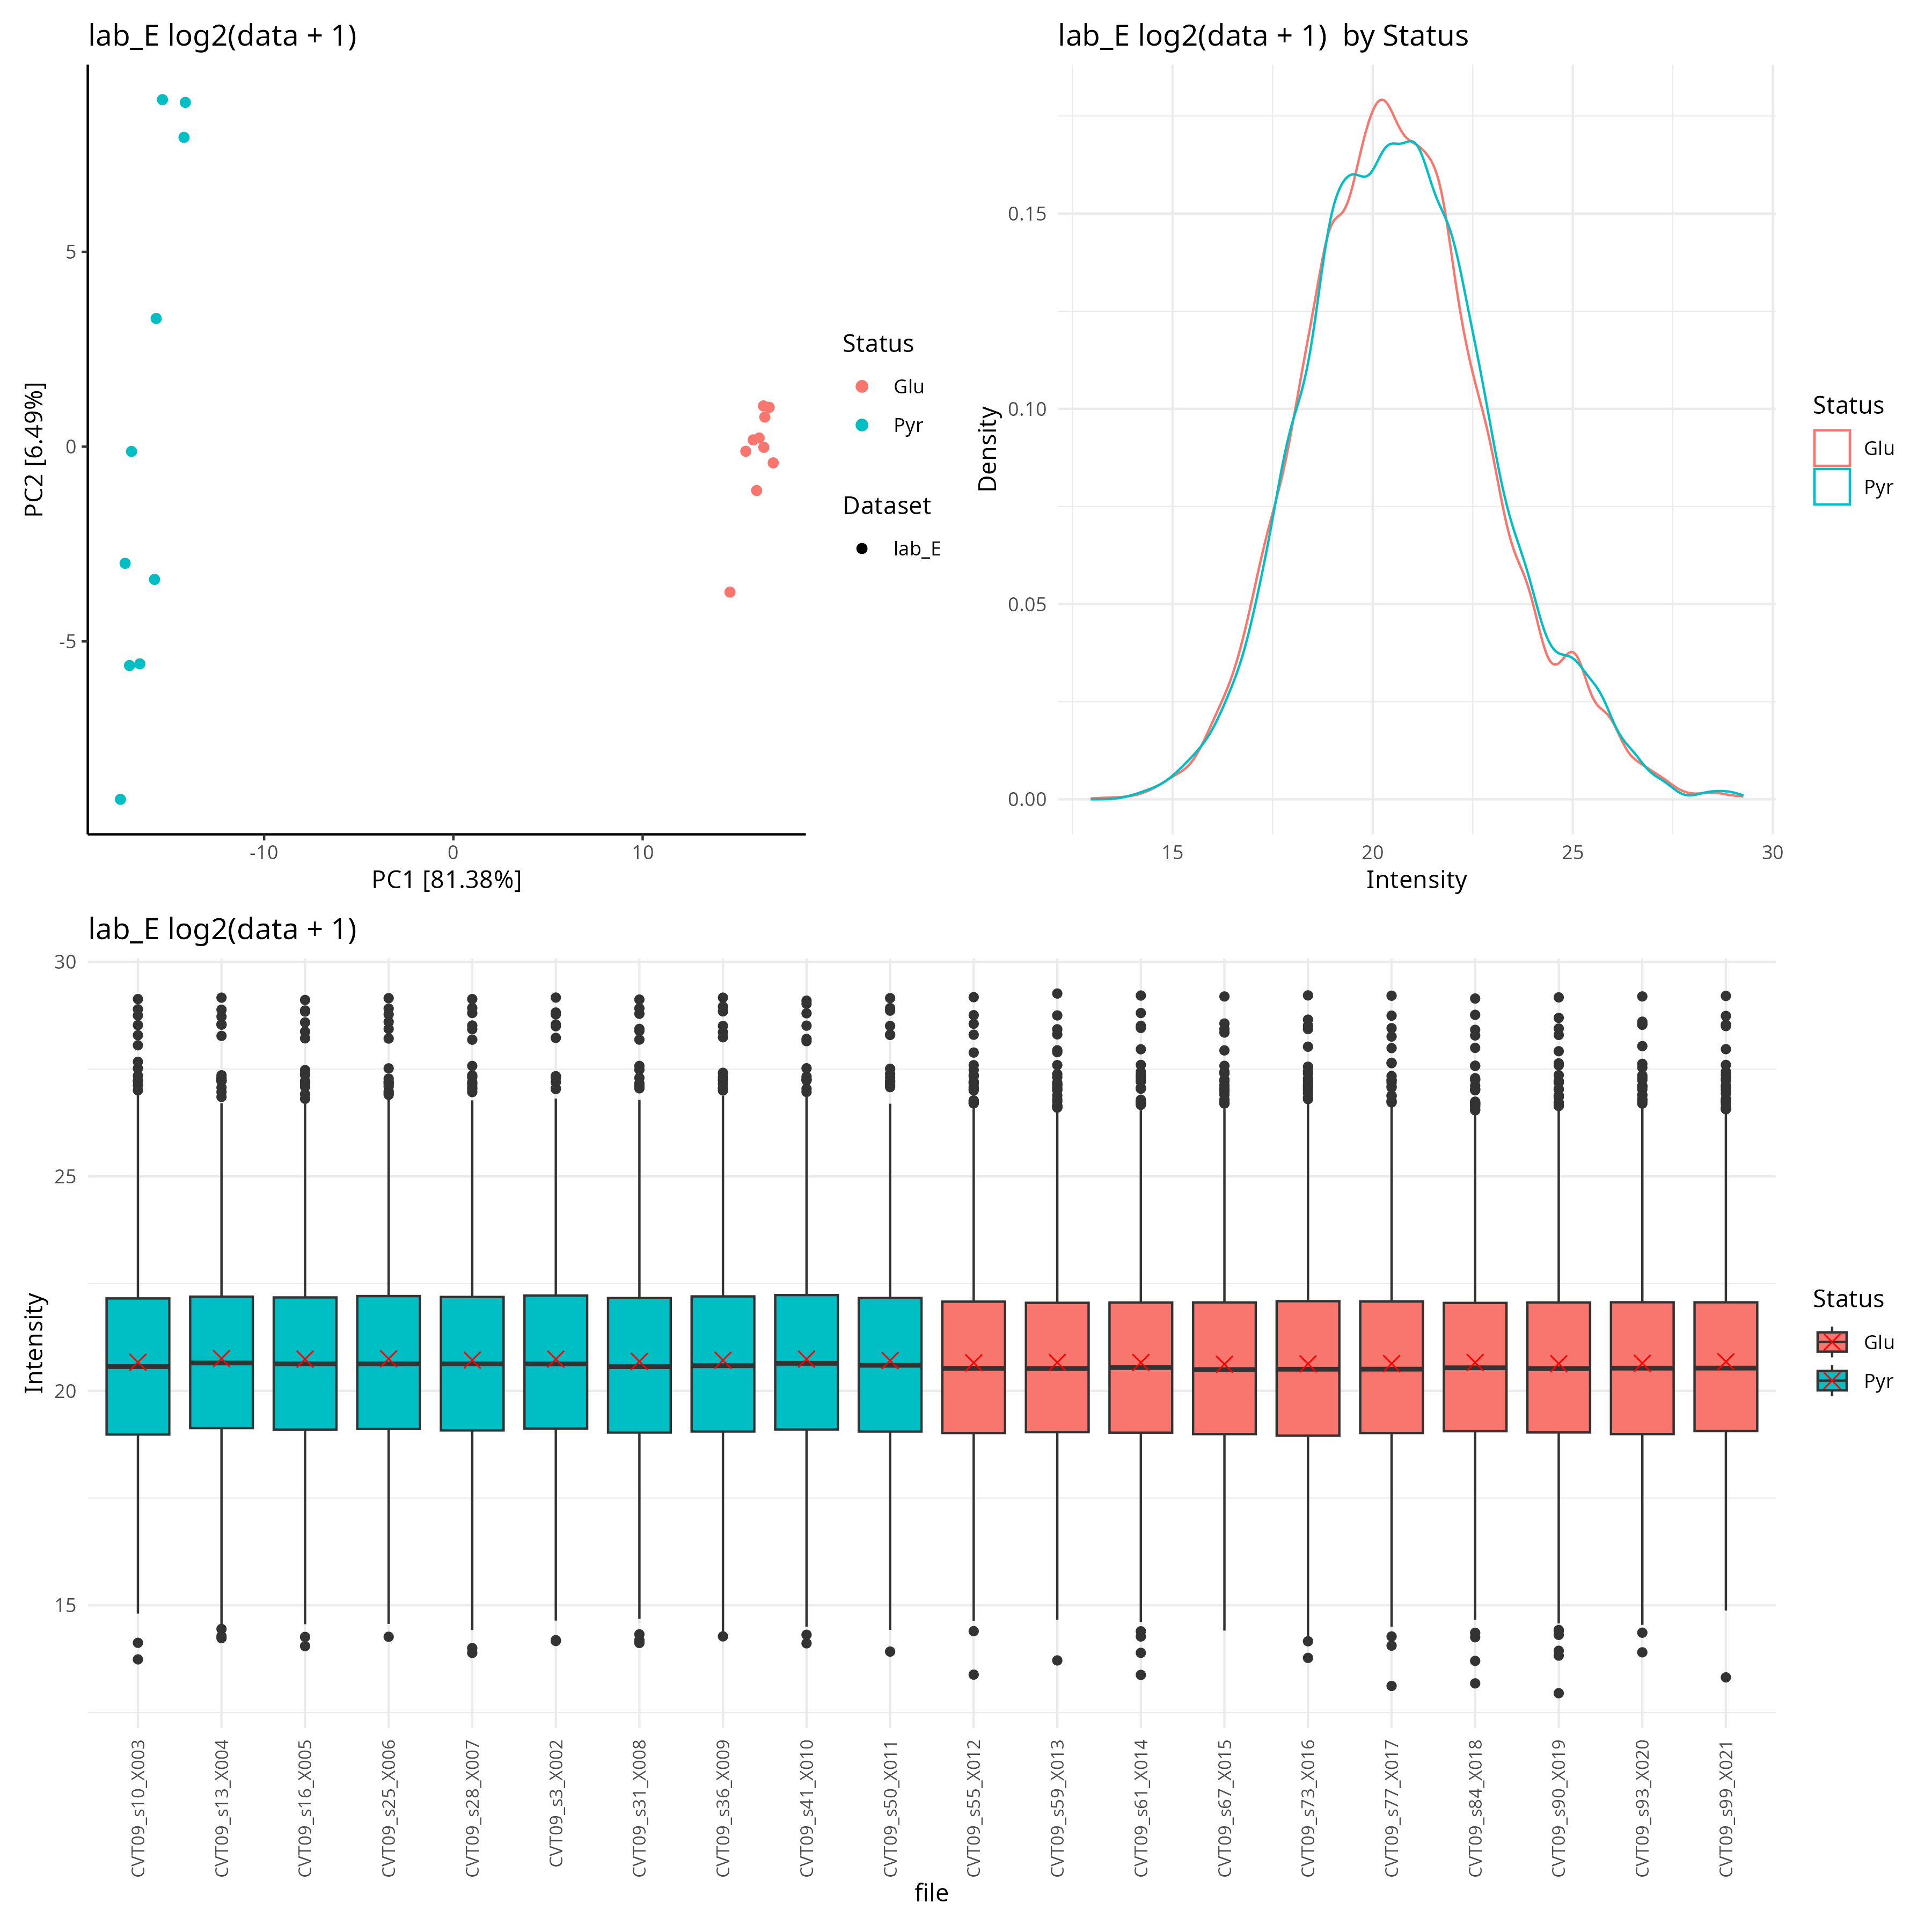 lab_E log2(data + 1)
5
0
-5
PC2 [6.49%]
-10
0
10
PC1 [81.38%]
Status
Glu
Pyr
Dataset
lab_E
lab_E log2(data + 1)  by Status
0.15
0.10
0.05
0.00
Density
15
20
25
30
Intensity
Status
Glu
Pyr
lab_E log2(data + 1)
30
25
20
15
Intensity
CVT09_s10_X003
CVT09_s13_X004
CVT09_s16_X005
CVT09_s25_X006
CVT09_s28_X007
CVT09_s3_X002
CVT09_s31_X008
CVT09_s36_X009
CVT09_s41_X010
CVT09_s50_X011
CVT09_s55_X012
CVT09_s59_X013
CVT09_s61_X014
CVT09_s67_X015
CVT09_s73_X016
CVT09_s77_X017
CVT09_s84_X018
CVT09_s90_X019
CVT09_s93_X020
CVT09_s99_X021
file
Status
Glu
Pyr